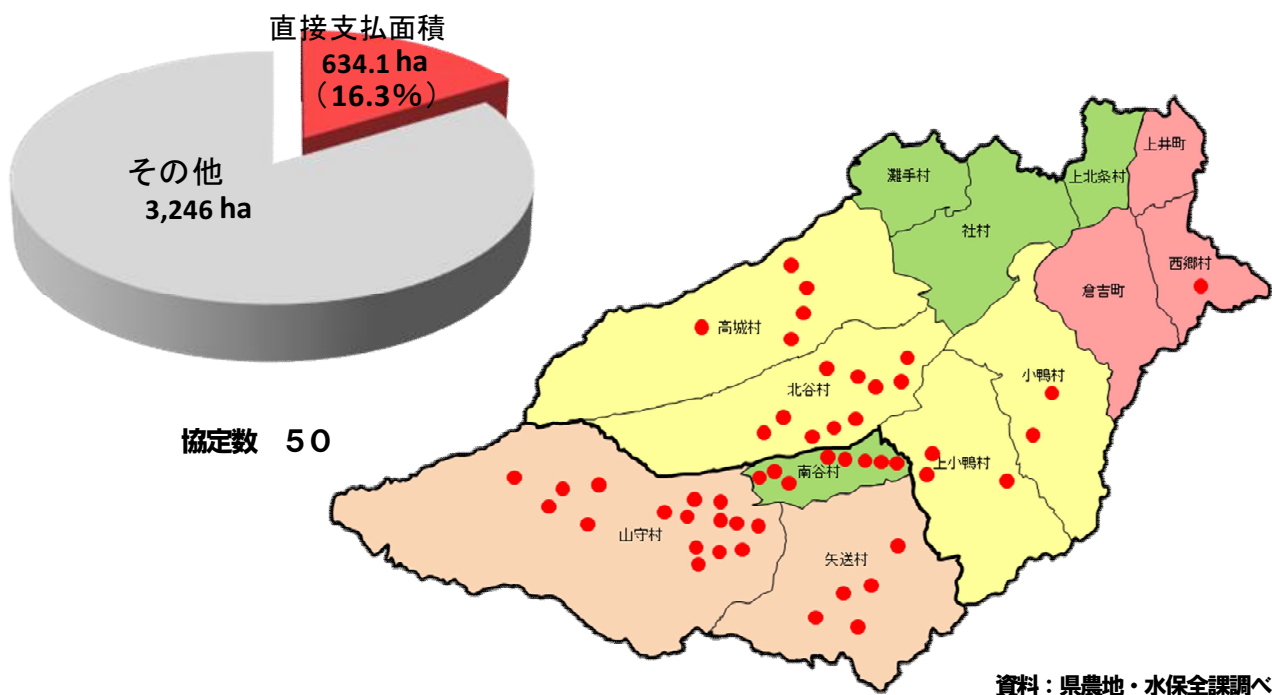 直接支払面積
634.1 ha
（16.3%）
その他
3,246 ha
協定数　５０
上井町
灘手村
上北条村
社村
西郷村
倉吉町
高城村
小鴨村
北谷村
上小鴨村
南谷村
山守村
矢送村
資料：県農地・水保全課調べ